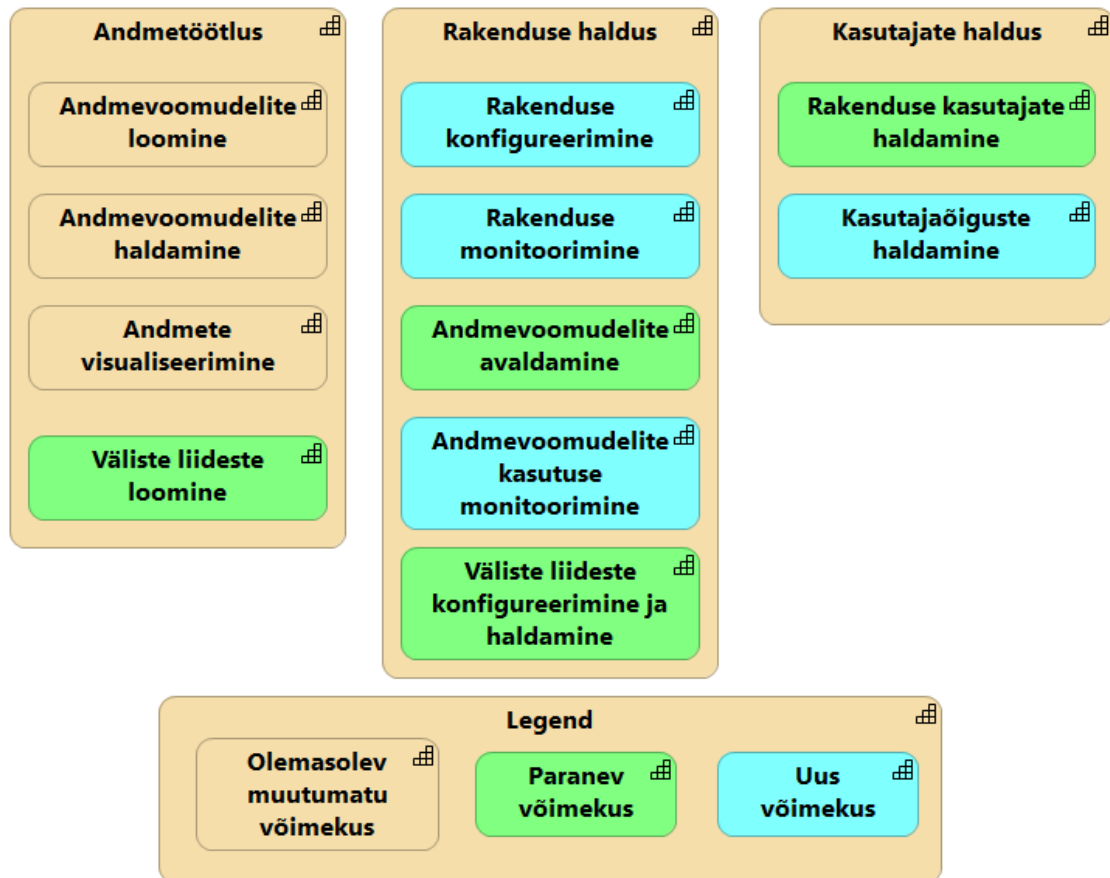 Andmetöötlus
Andmevoomudelite
loomine
Andmevoomudelite
haldamine
Andmete
visualiseerimine
Väliste liideste
loomine
Rakenduse haldus
Rakenduse
konfigureerimine
Rakenduse
monitoorimine
Andmevoomudelite
avaldamine
Andmevoomudelite
kasutuse
monitoorimine
Väliste liideste
konfigureerimine ja
haldamine
Kasutajate haldus
Rakenduse kasutajate
haldamine
Kasutajaõiguste
haldamine
Legend
Olemasolev
muutumatu
võimekus
Paranev
võimekus
Uus
võimekus